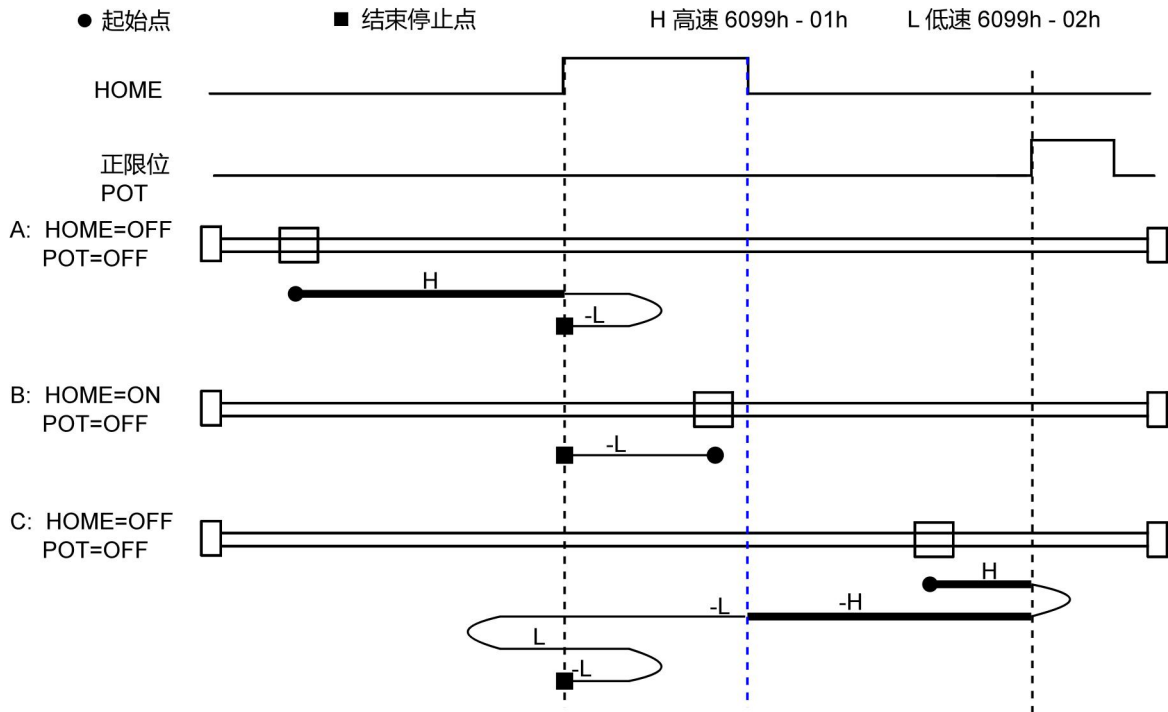 ● 起始点 ■ 结束停止点 H 高速 6099h - 01h L 低速 6099h - 02h
HOME
正限位
POT
A: HOME=OFF
POT=OFF
H
-L
B: HOME=ON
POT=OFF
-L
C: HOME=OFF
POT=OFF
H
-L -H
L
-L